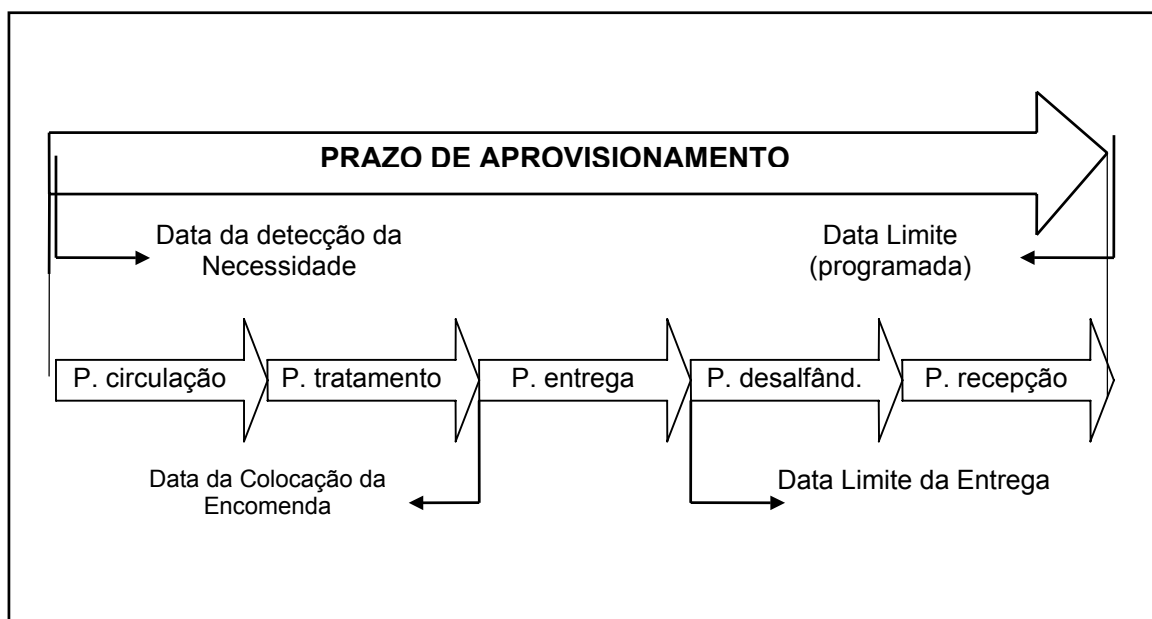 PRAZO DE APROVISIONAMENTO
Data da detecção da
Necessidade
Data Limite
(programada)
P. circulação
P. tratamento
P. entrega
P. desalfând.
P. recepção
Data da Colocação da
Encomenda
Data Limite da Entrega